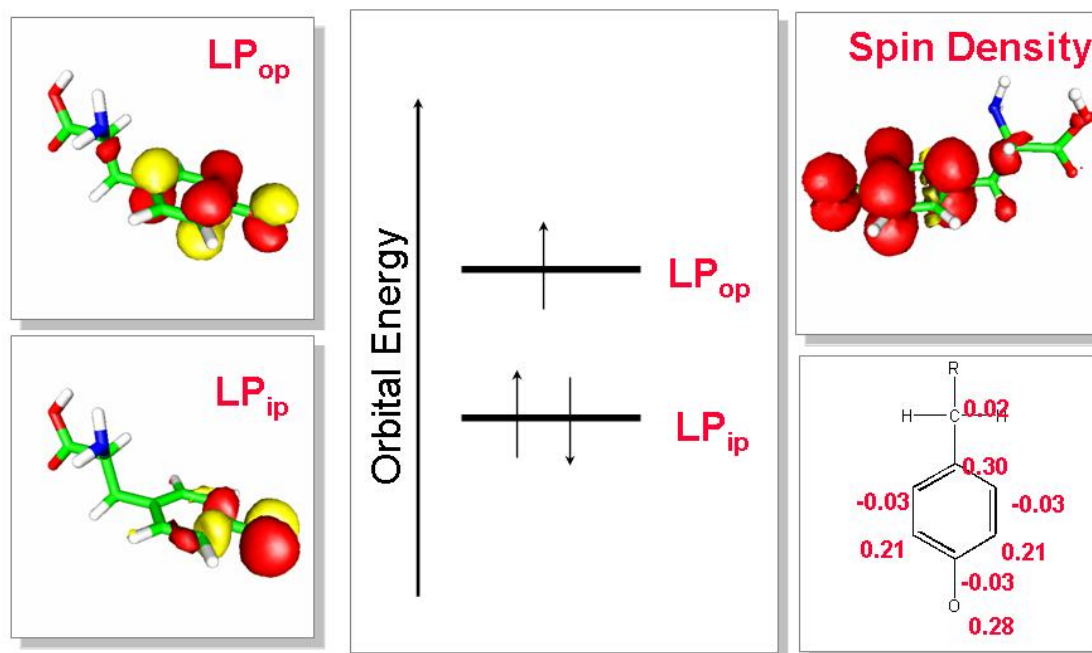 LPop
Orbital Energy
LPop
LPip
Spin Density
LPip
R
H C H
0.02
0.30
-0.03 -0.03
0.21 0.21
-0.03
O
0.28